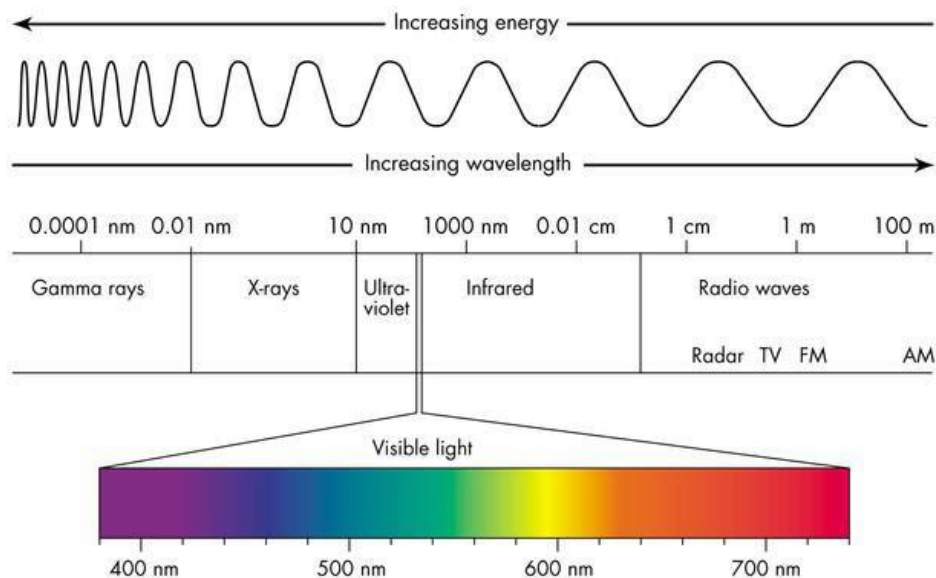 Increasing energy
Increasing wavelength
0.0001 nm 0.01 nm 10 nm 1000 nm 0.01 cm 1 cm 1 m 100 m
Gamma rays X-rays Ultra-
violet Infrared Radio waves
Radar TV FM AM
Visible light
400 nm 500 nm 600 nm 700 nm